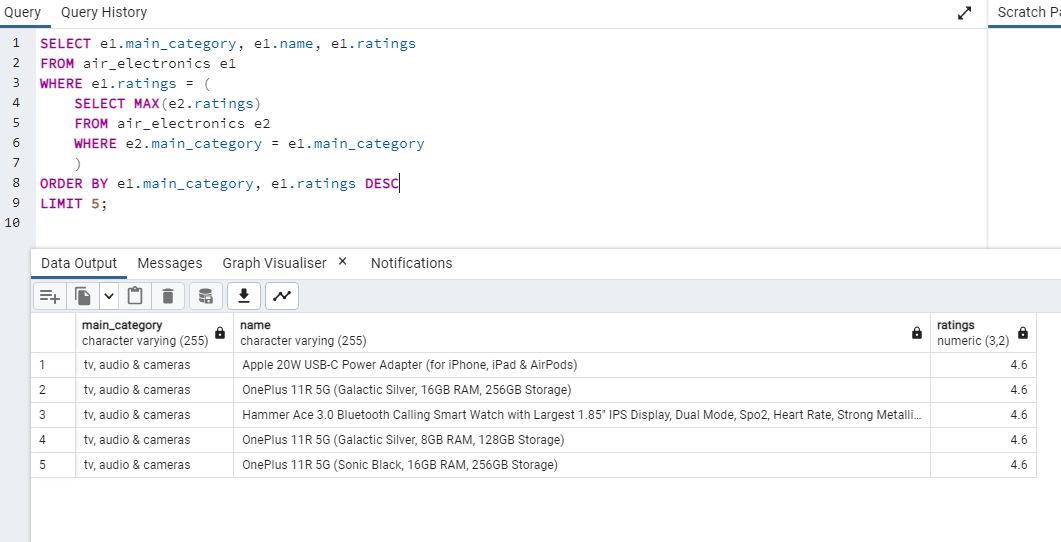 Query Query History Scratch Pa
1 SELECT e1.main_category, e1.name, e1.ratings
2 FROM air_electronics e1
3 WHERE e1.ratings = (
4 SELECT MAX(e2.ratings)
5 FROM air_electronics e2
6 WHERE e2.main_category = e1.main_category
7 )
8 ORDER BY e1.main_category, e1.ratings DESC
9 LIMIT 5;
10
Data Output Messages Graph Visualiser × Notifications
main_category name ratings
character varying (255) character varying (255) numeric (3,2)
1 tv, audio & cameras Apple 20W USB-C Power Adapter (for iPhone, iPad & AirPods) 4.6
2 tv, audio & cameras OnePlus 11R 5G (Galactic Silver, 16GB RAM, 256GB Storage) 4.6
3 tv, audio & cameras Hammer Ace 3.0 Bluetooth Calling Smart Watch with Largest 1.85" IPS Display, Dual Mode, Spo2, Heart Rate, Strong Metalli... 4.6
4 tv, audio & cameras OnePlus 11R 5G (Galactic Silver, 8GB RAM, 128GB Storage) 4.6
5 tv, audio & cameras OnePlus 11R 5G (Sonic Black, 16GB RAM, 256GB Storage) 4.6